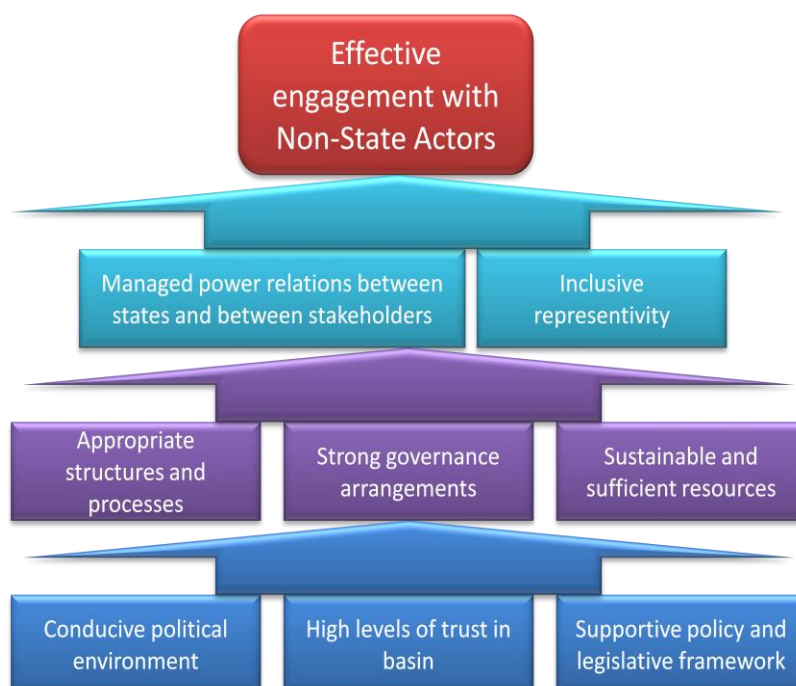 Effective
engagement with
Non-State Actors
Managed power relations between
states and between stakeholders
Inclusive
representivity
Appropriate
structures and
processes
Strong governance
arrangements
Sustainable and
sufficient resources
Conducive political
environment
High levels of trust in
basin
Supportive policy and
legislative framework